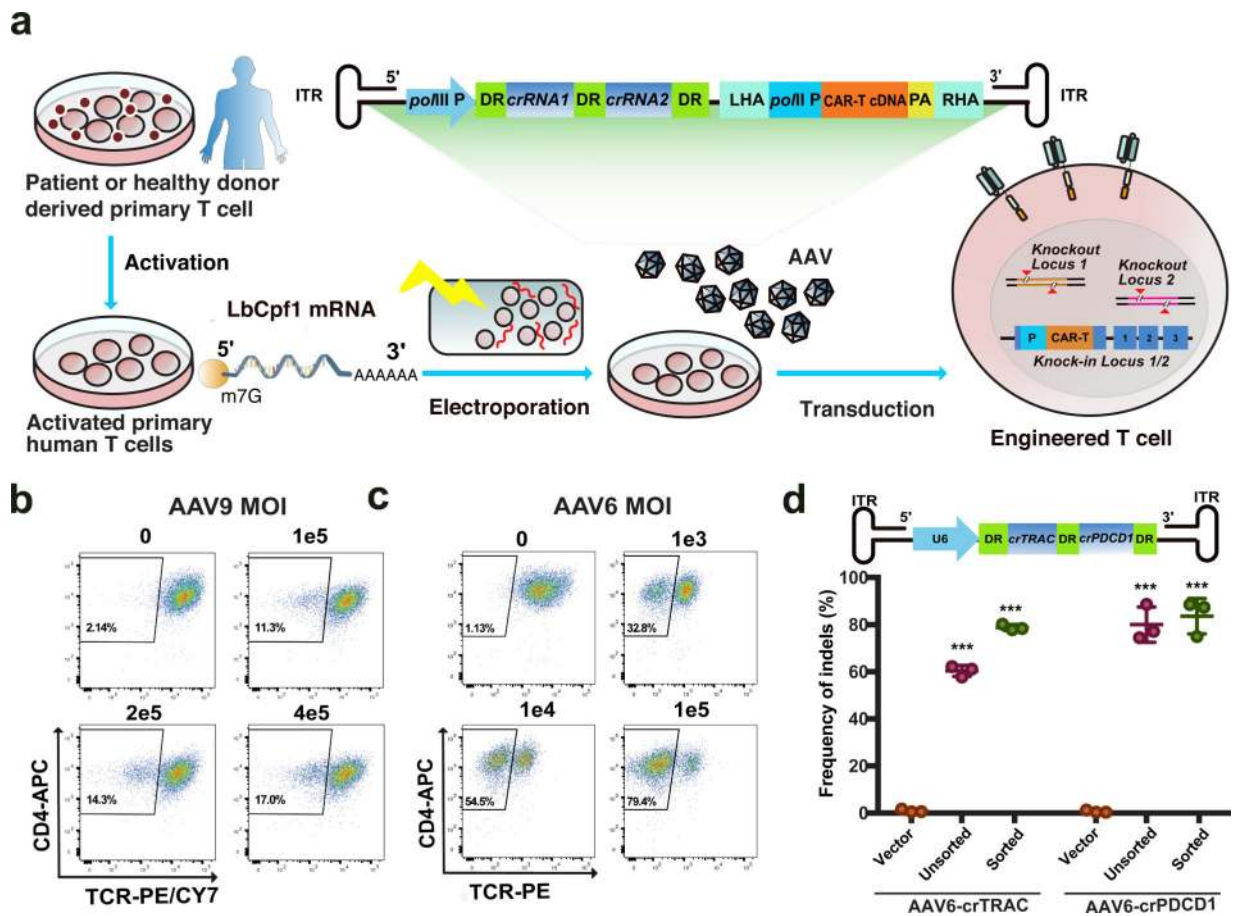 a
5'
3'
ITR
polIII P
DR
crRNA1
DR
crRNA2
DR
LHA
polII P
CAR-T cDNA
PA
RHA
ITR
Patient or healthy donor
derived primary T cell
Activation
LbCpf1 mRNA
5'
3'
m7G
AAAAAA
Activated primary
human T cells
Electroporation
AAV
Transduction
Knockout
Locus 1
Knockout
Locus 2
P
CAR-T
1
2
3
Knock-in Locus 1/2
Engineered T cell
b
AAV9 MOI
0
1e5
2.14%
11.3%
2e5
4e5
14.3%
17.0%
CD4-APC
TCR-PE/CY7
c
AAV6 MOI
0
1e3
1.13%
32.8%
1e4
1e5
54.5%
79.4%
CD4-APC
TCR-PE
d
ITR
5'
3'
ITR
U6
DR
crTRAC
DR
crPDCD1
DR
Frequency of indels (%)
100
80
60
40
20
0
***
***
***
***
Vector
Unsorted
Sorted
Vector
Unsorted
Sorted
AAV6-crTRAC
AAV6-crPDCD1